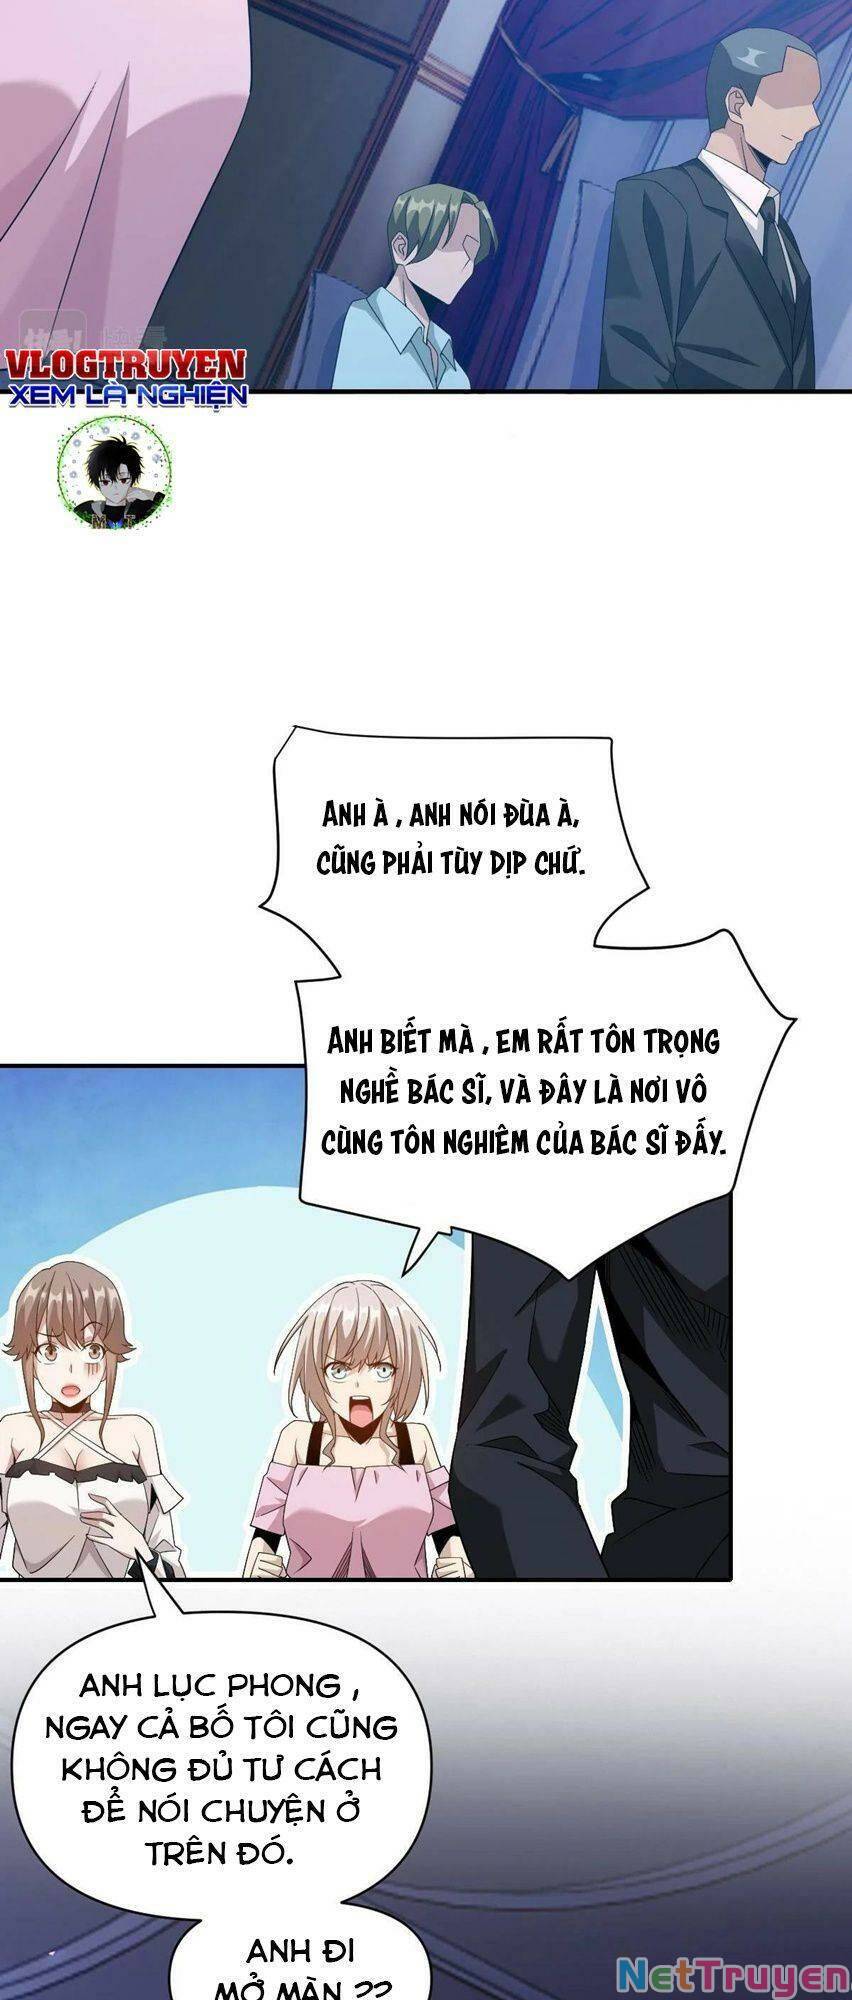 VLOGTRUYEN
XEM LÀ NGHIỆN
M T
ANH À , ANH NÓI ĐÙA À,
CŨNG PHẢI TÙY DỊP CHỨ.
ANH BIẾT MÀ , EM RẤT TÔN TRỌNG
NGHỀ BÁC SĨ, VÀ ĐÂY LÀ NƠI VÔ
CÙNG TÔN NGHIÊM CỦA BÁC SĨ ĐẤY.
ANH LỤC PHONG ,
NGAY CẢ BỐ TÔI CŨNG
KHÔNG ĐỦ TƯ CÁCH
ĐỂ NÓI CHUYỆN Ở
TRÊN ĐÓ.
ANH ĐI
MỞ MÀN ??
NetTruyen